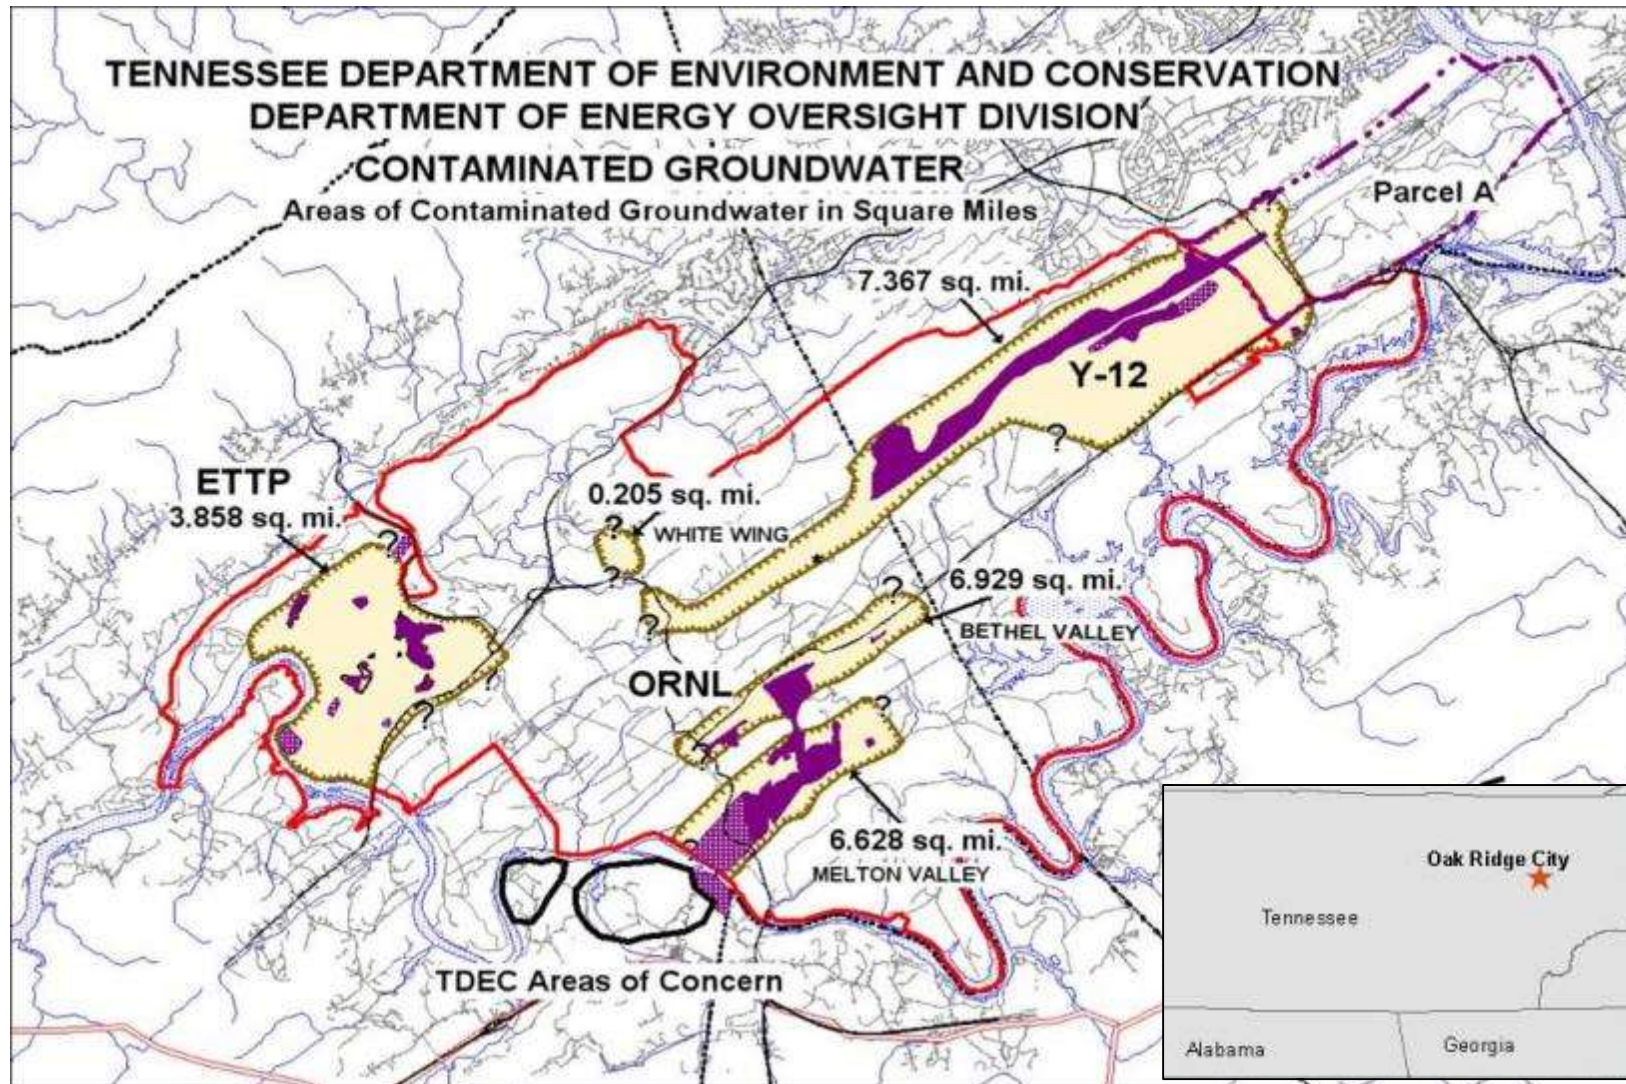 TENNESSEE DEPARTMENT OF ENVIRONMENT AND CONSERVATION
DEPARTMENT OF ENERGY OVERSIGHT DIVISION
CONTAMINATED GROUNDWATER
Areas of Contaminated Groundwater in Square Miles
Parcel A
?
7.367 sq. mi.
Y-12
?
ETTP
3.858 sq. mi.
?
0.205 sq. mi.
?
WHITE WING
?
?
6.929 sq. mi.
?
BETHEL VALLEY
ORNL
?
?
?
?
?
6.628 sq. mi.
MELTON VALLEY
TDEC Areas of Concern
Oak Ridge City
Tennessee
Alabama
Georgia